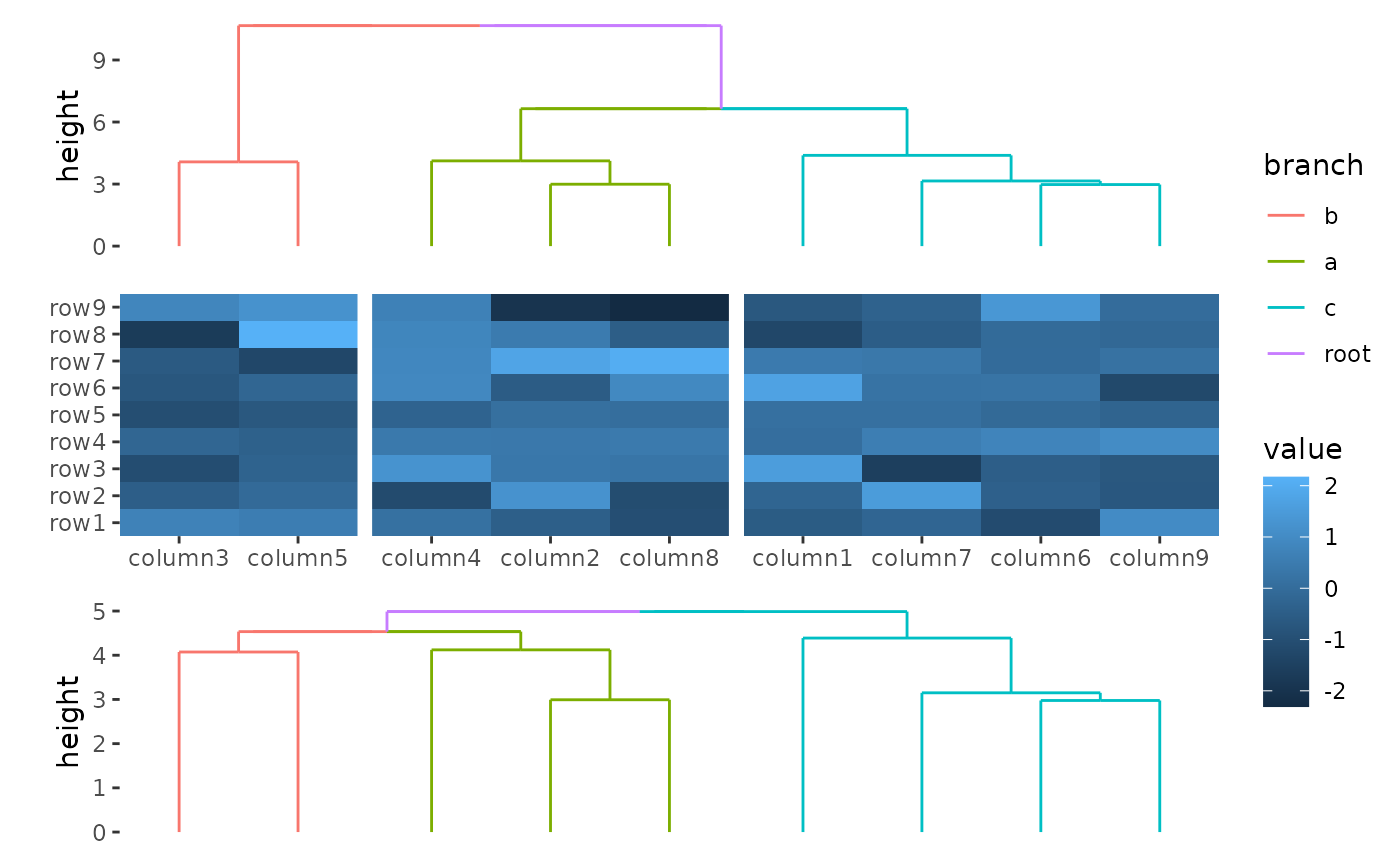 height
9
6
3
0
branch
b
a
c
root
row9
row8
row7
row6
row5
row4
row3
row2
row1
column3 column5 column4 column2 column8 column1 column7 column6 column9
value
2
1
0
-1
-2
height
5
4
3
2
1
0